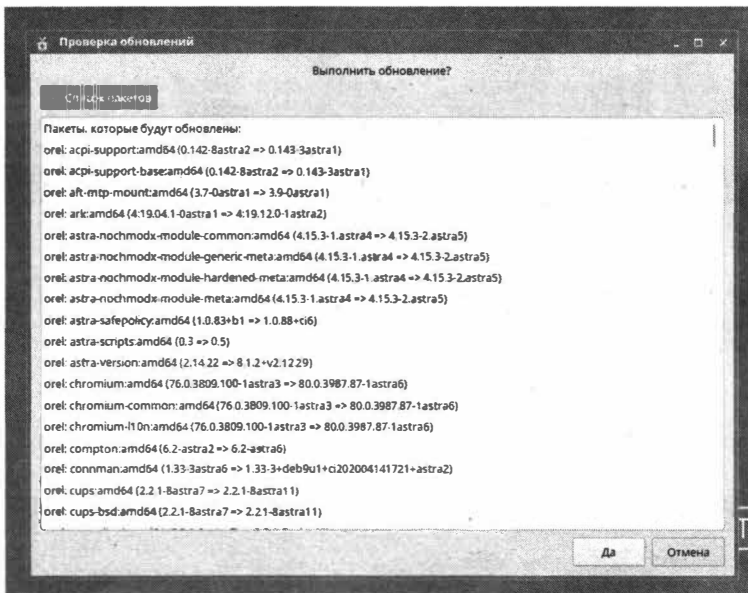 Проверка обновлений
Выполнить обновление?
Список пакетов
Пакеты, которые будут обновлены:
orel: acpi-support:amd64 (0.142-8astra2 => 0.143-3astra1)
orel: acpi-support-base:amd64 (0.142-8astra2 => 0.143-3astra1)
orel: aft-mtp-mount:amd64 (3.7-0astra1 => 3.9-0astra1)
orel: ark:amd64 (4:19.04.1-0astra1 => 4:19.12.0-1astra2)
orel: astra-nochmodx-module-common:amd64 (4.15.3-1.astra4 => 4.15.3-2.astra5)
orel: astra-nochmodx-module-generic-meta:amd64 (4.15.3-1.astra4 => 4.15.3-2.astra5)
orel: astra-nochmodx-module-hardened-meta:amd64 (4.15.3-1.astra4 => 4.15.3-2.astra5)
orel: astra-nochmodx-module-meta:amd64 (4.15.3-1.astra4 => 4.15.3-2.astra5)
orel: astra-safepolicy:amd64 (1.0.83+b1 => 1.0.88+ci6)
orel: astra-scripts:amd64 (0.3 => 0.5)
orel: astra-version:amd64 (2.14.22 => 8.1.2+v2.12.29)
orel: chromium:amd64 (76.0.3809.100-1astra3 => 80.0.3987.87-1astra6)
orel: chromium-common:amd64 (76.0.3809.100-1astra3 => 80.0.3987.87-1astra6)
orel: chromium-l10n:amd64 (76.0.3809.100-1astra3 => 80.0.3987.87-1astra6)
orel: compton:amd64 (6.2-astra2 => 6.2-astra6)
orel: connman:amd64 (1.33-3astra6 => 1.33-3+deb9u1+ci202004141721+astra2)
orel: cups:amd64 (2.2.1-8astra7 => 2.2.1-8astra11)
orel: cups-bsd:amd64 (2.2.1-8astra7 => 2.2.1-8astra11)
Да
Отмена